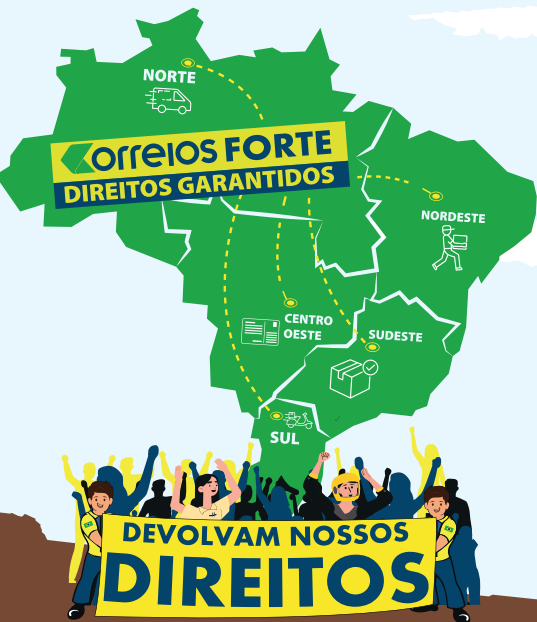 NORTE
Correios FORTE
DIREITOS GARANTIDOS
NORDESTE
CENTRO
OESTE
SUDESTE
SUL
DEVOLVAM NOSSOS
DIREITOS